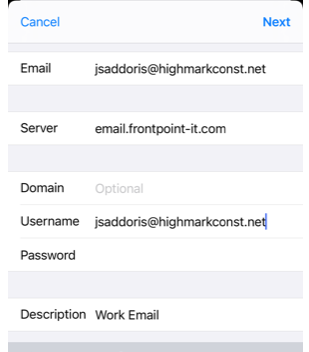 Cancel Next
Email jsaddoris@highmarkconst.net
Server email.frontpoint-it.com
Domain Optional
Username jsaddoris@highmarkconst.net
Password
Description Work Email